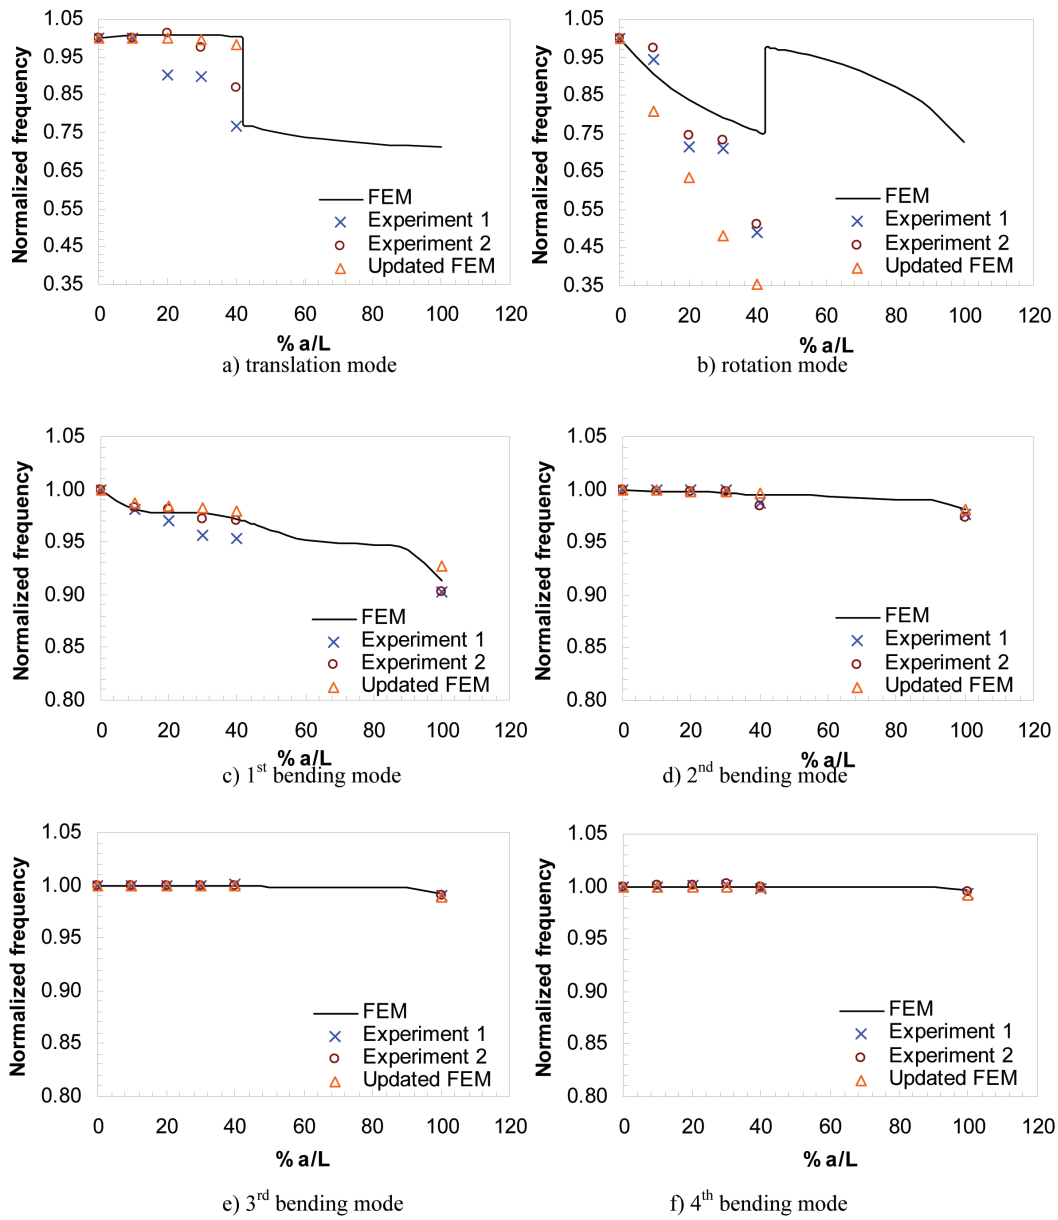 1.05
0.95
0.85
0.75
0.65
0.55
0.45
0.35
Normalized frequency
FEM
Experiment 1
Experiment 2
Updated FEM
0 20 40 60 80 100 120
% a/L
a) translation mode
1.05
0.95
0.85
0.75
0.65
0.55
0.45
0.35
Normalized frequency
FEM
Experiment 1
Experiment 2
Updated FEM
0 20 40 60 80 100 120
% a/L
b) rotation mode
1.05
1.00
0.95
0.90
0.85
0.80
Normalized frequency
FEM
Experiment 1
Experiment 2
Updated FEM
0 20 40 60 80 100 120
% a/L
c) 1st bending mode
1.05
1.00
0.95
0.90
0.85
0.80
Normalized frequency
FEM
Experiment 1
Experiment 2
Updated FEM
0 20 40 60 80 100 120
% a/L
d) 2nd bending mode
1.05
1.00
0.95
0.90
0.85
0.80
Normalized frequency
FEM
Experiment 1
Experiment 2
Updated FEM
0 20 40 60 80 100 120
% a/L
e) 3rd bending mode
1.05
1.00
0.95
0.90
0.85
0.80
Normalized frequency
FEM
Experiment 1
Experiment 2
Updated FEM
0 20 40 60 80 100 120
% a/L
f) 4th bending mode